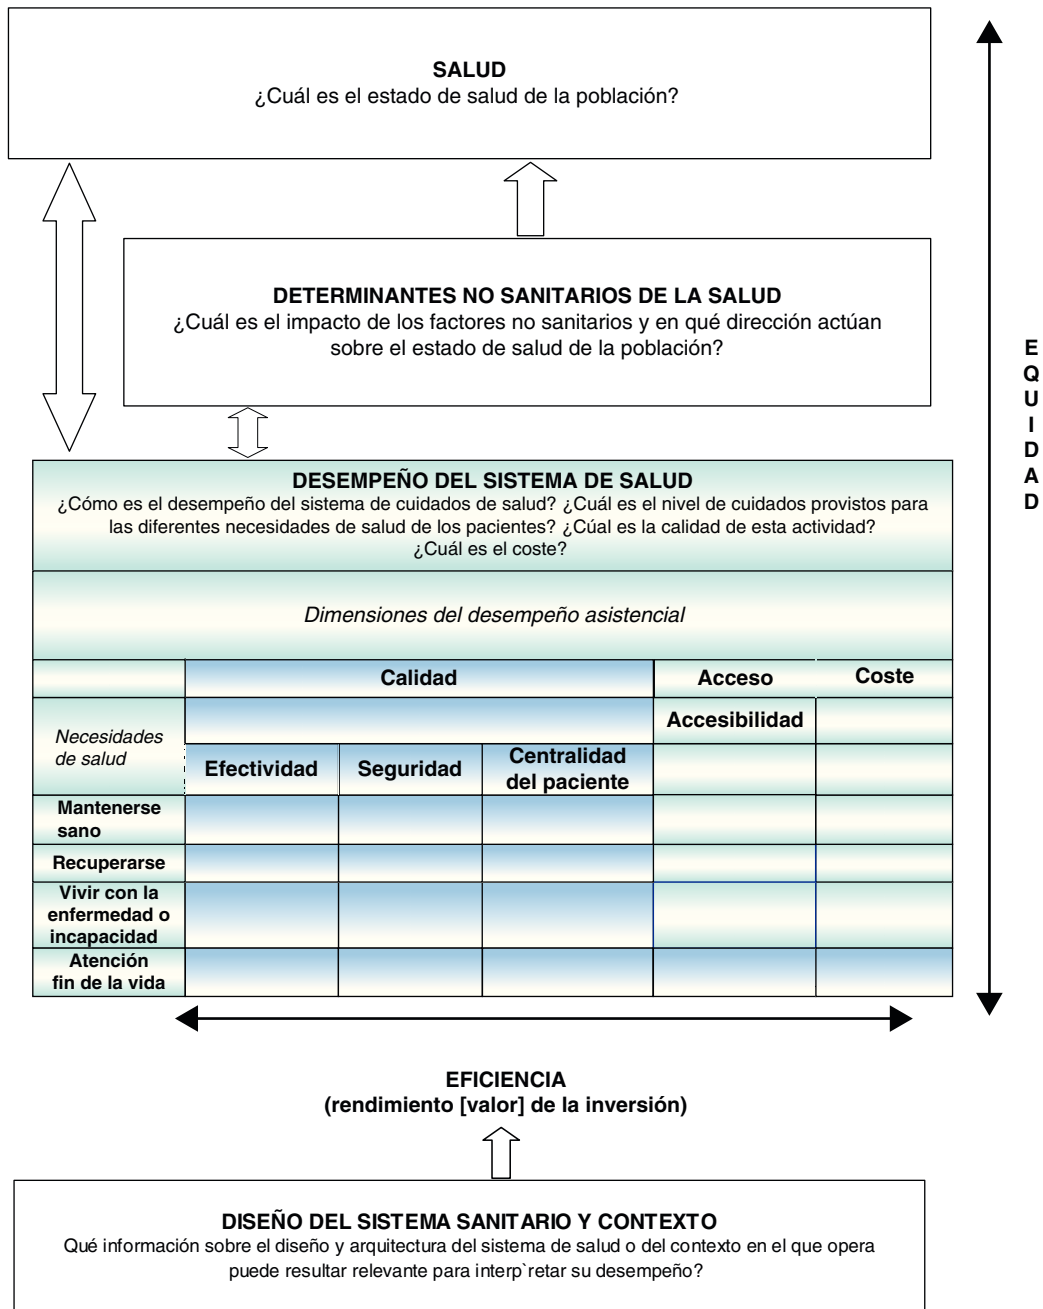 SALUD
¿Cuál es el estado de salud de la población?
DETERMINANTES NO SANITARIOS DE LA SALUD
¿Cuál es el impacto de los factores no sanitarios y en qué dirección actúan
sobre el estado de salud de la población?
EQUIDAD
DESEMPEÑO DEL SISTEMA DE SALUD
¿Cómo es el desempeño del sistema de cuidados de salud? ¿Cuál es el nivel de cuidados provistos para
las diferentes necesidades de salud de los pacientes? ¿Cúal es la calidad de esta actividad?
¿Cuál es el coste?
Dimensiones del desempeño asistencial
Calidad Acceso Coste
Necesidades
de salud
Accesibilidad
Efectividad Seguridad Centralidad
del paciente
Mantenerse
sano
Recuperarse
Vivir con la
enfermedad o
incapacidad
Atención
fin de la vida
EFICIENCIA
(rendimiento [valor] de la inversión)
DISEÑO DEL SISTEMA SANITARIO Y CONTEXTO
Qué información sobre el diseño y arquitectura del sistema de salud o del contexto en el que opera
puede resultar relevante para interp`retar su desempeño?